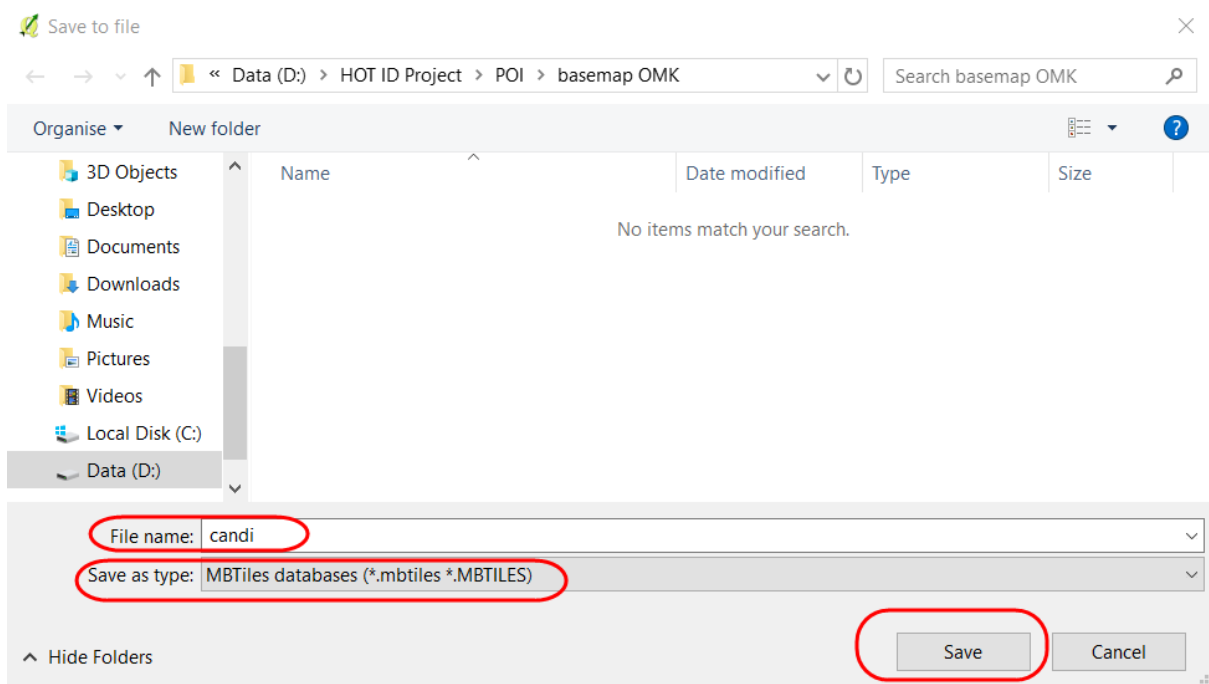 Save to file
« Data (D:) > HOT ID Project > POI > basemap OMK
Search basemap OMK
Organise New folder
?
3D Objects
Desktop
Documents
Downloads
Music
Pictures
Videos
Local Disk (C:)
Data (D:)
Name Date modified Type Size
No items match your search.
File name: candi
Save as type: MBTiles databases (*.mbtiles *.MBTILES)
Hide Folders
Save Cancel